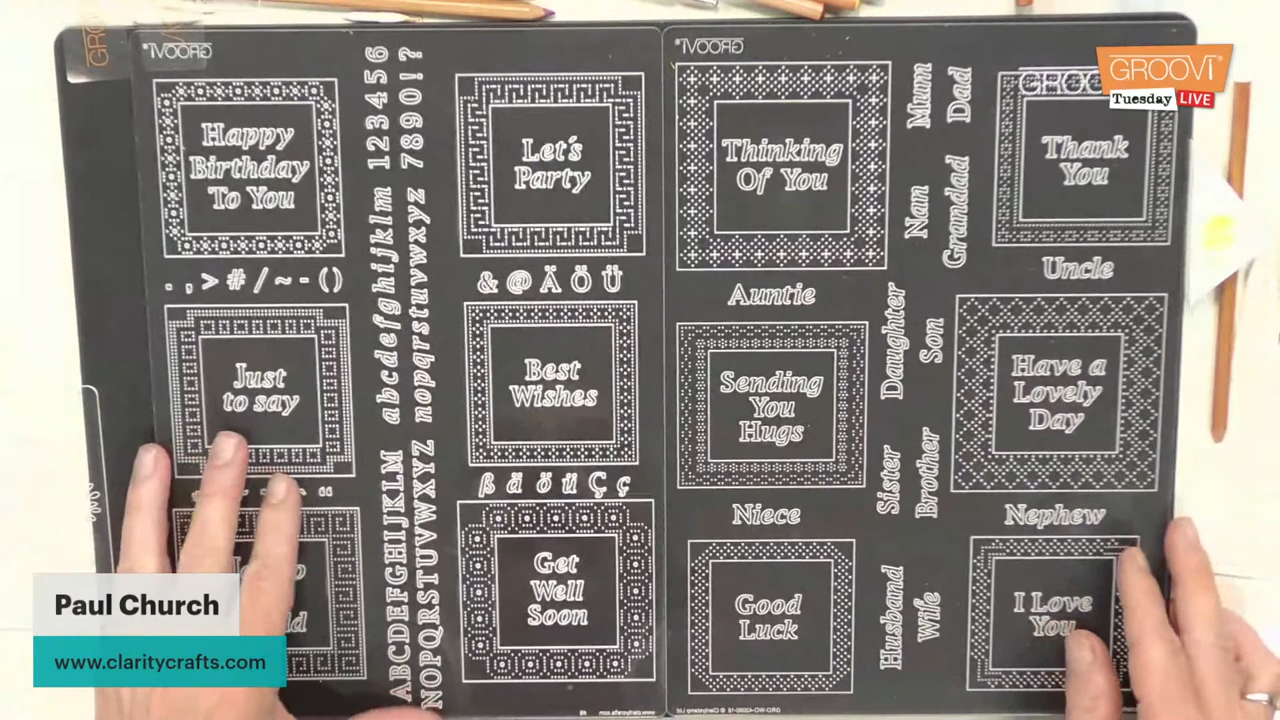 GROOVI®
GROOVI®
GROOVI
Tuesday LIVE
Happy
Birthday
To You
1 2 3 4 5 6
7 8 9 0 ! ?
Let's
Party
Thinking
Of You
Mum
Dad
Nan
Grandad
Thank
You
. , > # / ~ - ( )
& @ Ä Ö Ü
Auntie
Uncle
Just
to say
a b c d e f g h i j k l m
n o p q r s t u v w x y z
Best
Wishes
Sending
You
Hugs
Daughter
Son
Have a
Lovely
Day
ß ä ö ü Ç ç
Niece
Sister
Brother
Nephew
ABCDEFGHIJKLM
NOPQRSTUVWXYZ
Get
Well
Soon
Good
Luck
Husband
Wife
I Love
You
Paul Church
www.claritycrafts.com